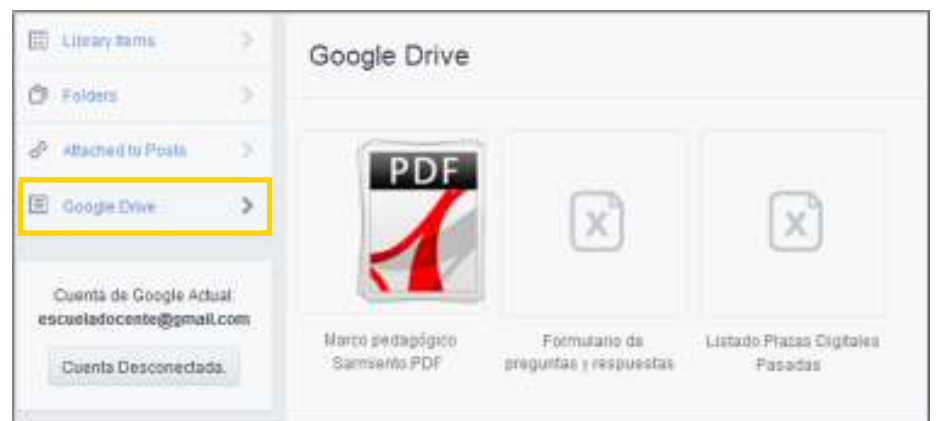 Library Items
Folders
Attached to Posts
Google Drive
Cuenta de Google Actual:
escueladocente@gmail.com
Cuenta Desconectada.
Google Drive
PDF
Marco pedagógico
Sarmiento.PDF
Formulario de
preguntas y respuestas
Listado Plazas Digitales
Pasadas